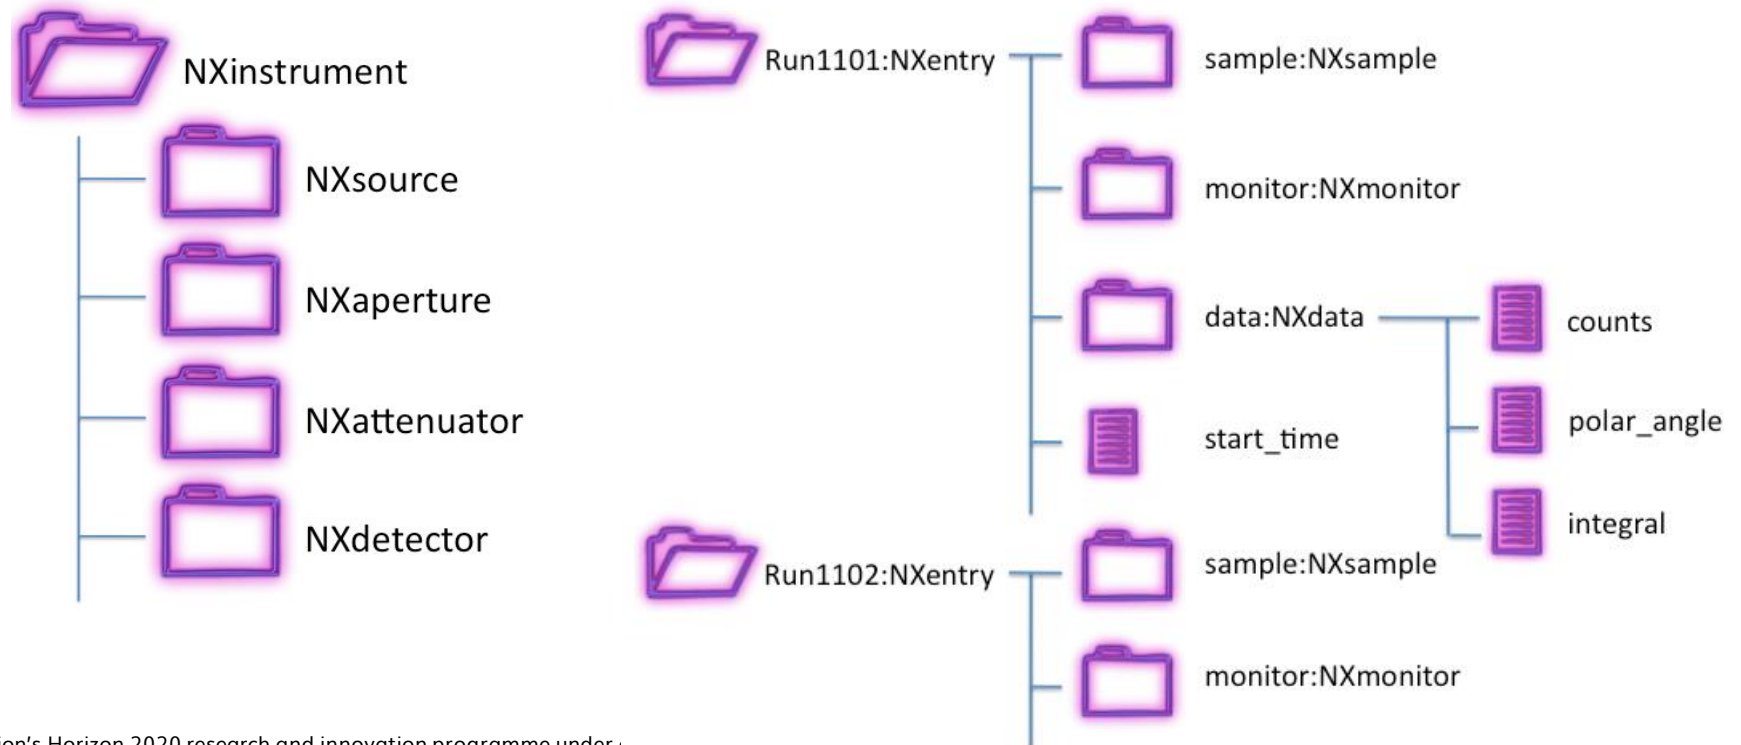 NXinstrument
NXsource
NXaperture
NXattenuator
NXdetector
Run1101:NXentry
sample:NXsample
monitor:NXmonitor
data:NXdata
counts
polar_angle
integral
start_time
Run1102:NXentry
sample:NXsample
monitor:NXmonitor
ion's Horizon 2020 research and innovation programme under